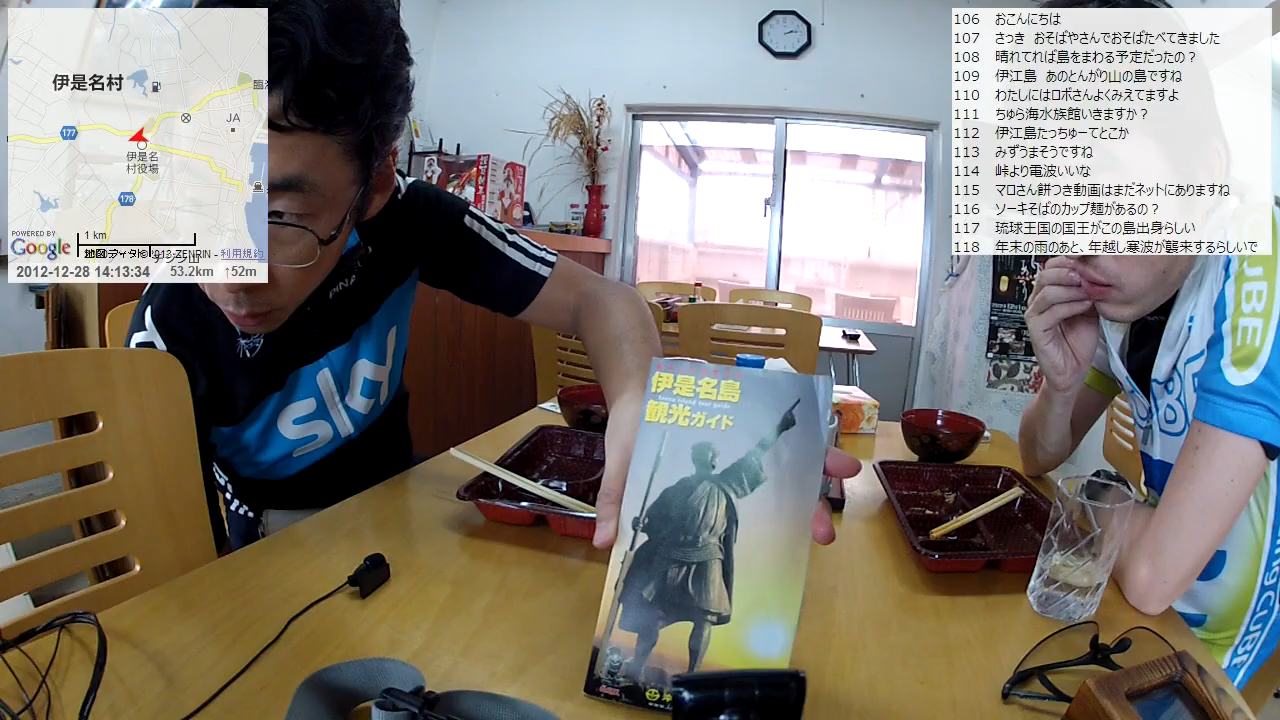 伊是名村
臨
177
JA
伊是名
村役場
178
POWERED BY
Google
1 km
利用規約
2012-12-28 14:13:34 53.2km ↑52m
106 おこんにちは
107 さっき おそばやさんでおそばたべてきました
108 晴れてれば島をまわる予定だったの？
109 伊江島 あのとんがり山の島ですね
110 わたしにはロボさんよくみえてますよ
111 ちゅら海水族館いきますか？
112 伊江島たっちゅーてとこか
113 みずうまそうですね
114 峠より電波いいな
115 マロさん餅つき動画はまだネットにありますね
116 ソーキそばのカップ麺があるの？
117 琉球王国の国王がこの島出身らしい
118 年末の雨のあと、年越し寒波が襲来するらしいで
PINA
sky
伊是名島
Izena island tour guide
観光ガイド
CUBE
CUBE